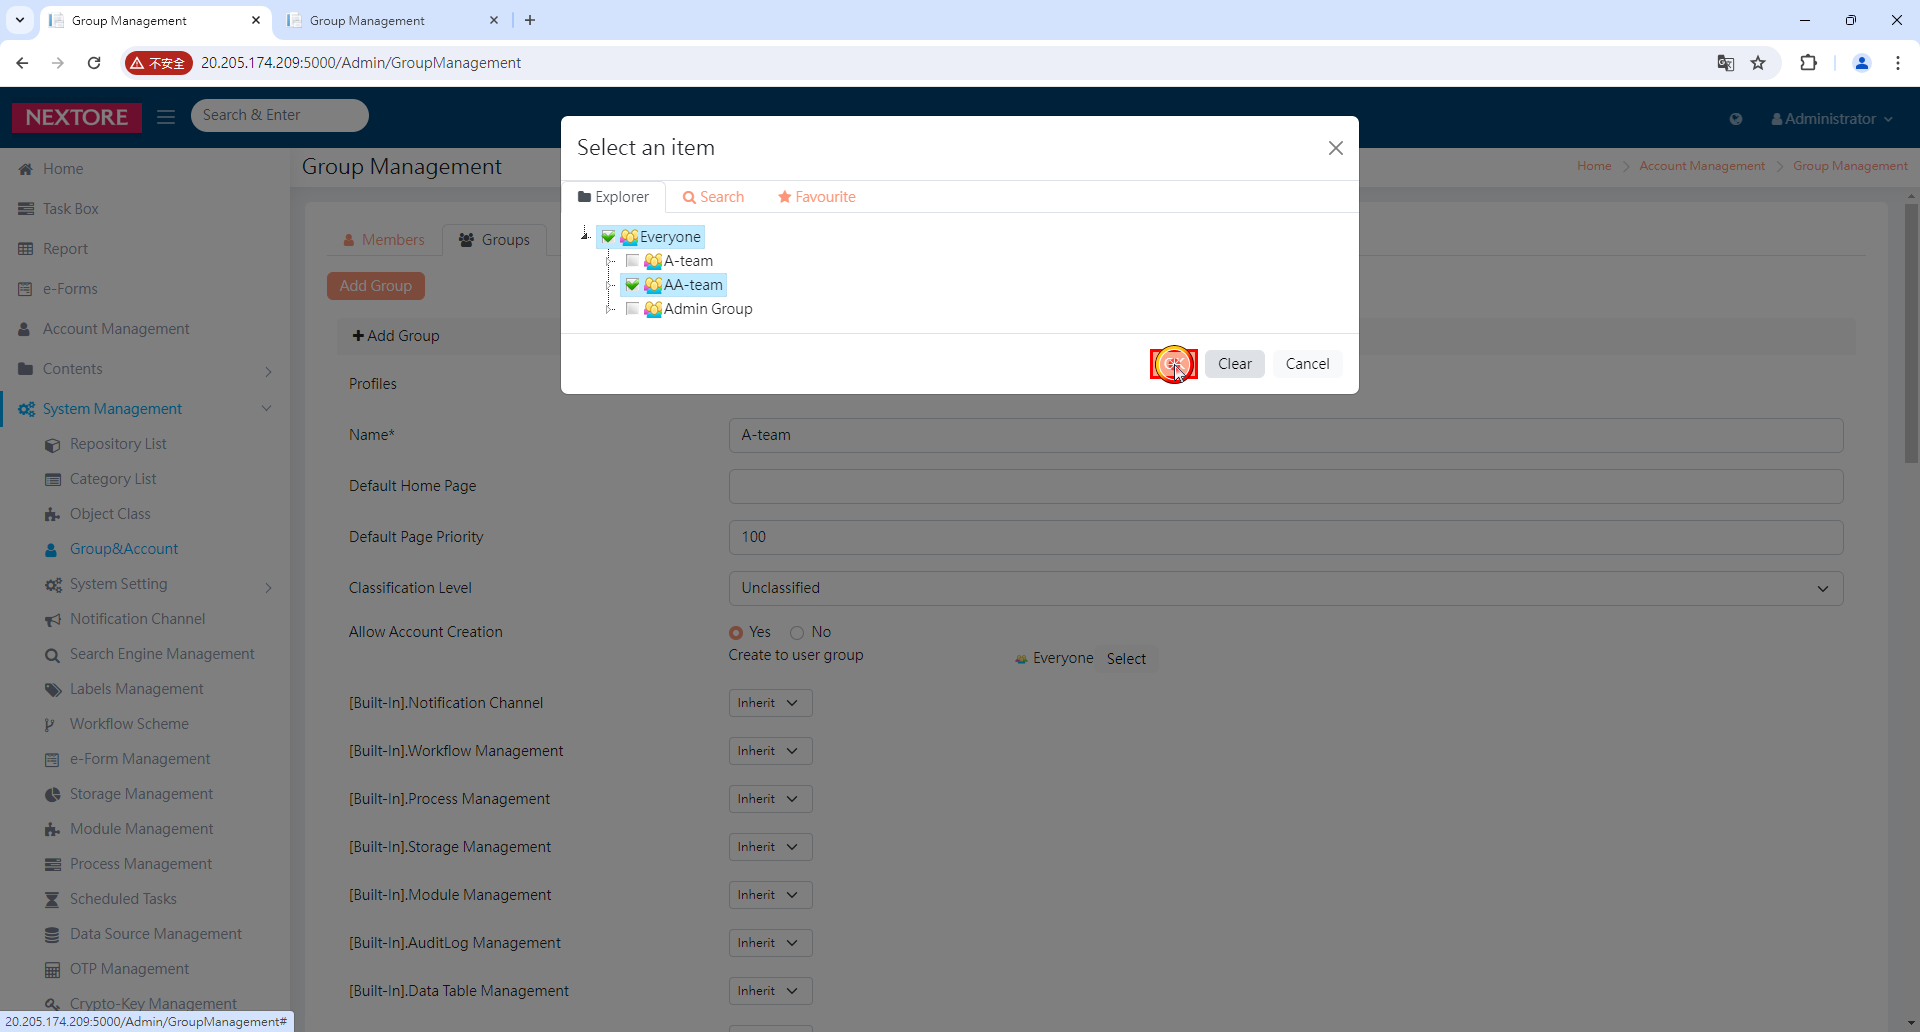 Group Management
Group Management
不安全
20.205.174.209:5000/Admin/GroupManagement
NEXTORE
Search & Enter
Administrator
Select an item
Explorer
Search
Favourite
Everyone
A-team
AA-team
Admin Group
OK
Clear
Cancel
Home
Task Box
Report
e-Forms
Account Management
Contents
System Management
Repository List
Category List
Object Class
Group&Account
System Setting
Notification Channel
Search Engine Management
Labels Management
Workflow Scheme
e-Form Management
Storage Management
Module Management
Process Management
Scheduled Tasks
Data Source Management
OTP Management
Crypto-Key Management
20.205.174.209:5000/Admin/GroupManagement#
Group Management
Home
Account Management
Group Management
Members
Groups
Add Group
Add Group
Profiles
Name* A-team
Default Home Page
Default Page Priority 100
Classification Level Unclassified
Allow Account Creation Yes No
Create to user group Everyone Select
[Built-In].Notification Channel Inherit
[Built-In].Workflow Management Inherit
[Built-In].Process Management Inherit
[Built-In].Storage Management Inherit
[Built-In].Module Management Inherit
[Built-In].AuditLog Management Inherit
[Built-In].Data Table Management Inherit